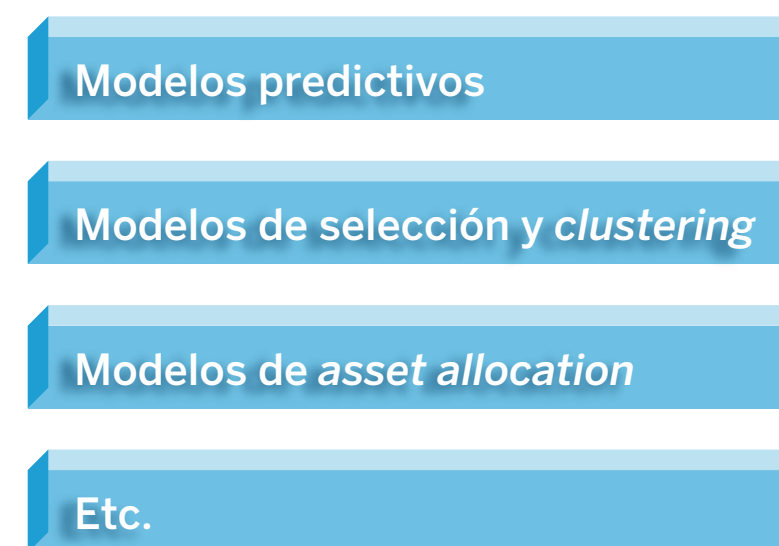 Modelos predictivos
Modelos de selección y clustering
Modelos de asset allocation
Etc.